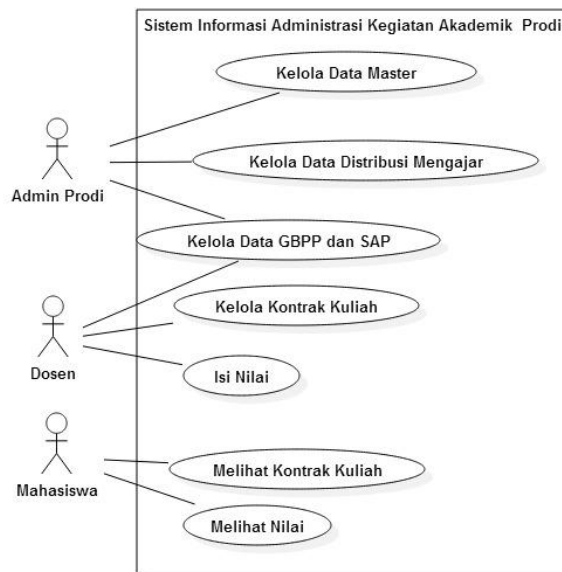 Sistem Informasi Administrasi Kegiatan Akademik Prodi
Kelola Data Master
Kelola Data Distribusi Mengajar
Admin Prodi
Kelola Data GBPP dan SAP
Kelola Kontrak Kuliah
Dosen
Isi Nilai
Melihat Kontrak Kuliah
Mahasiswa
Melihat Nilai